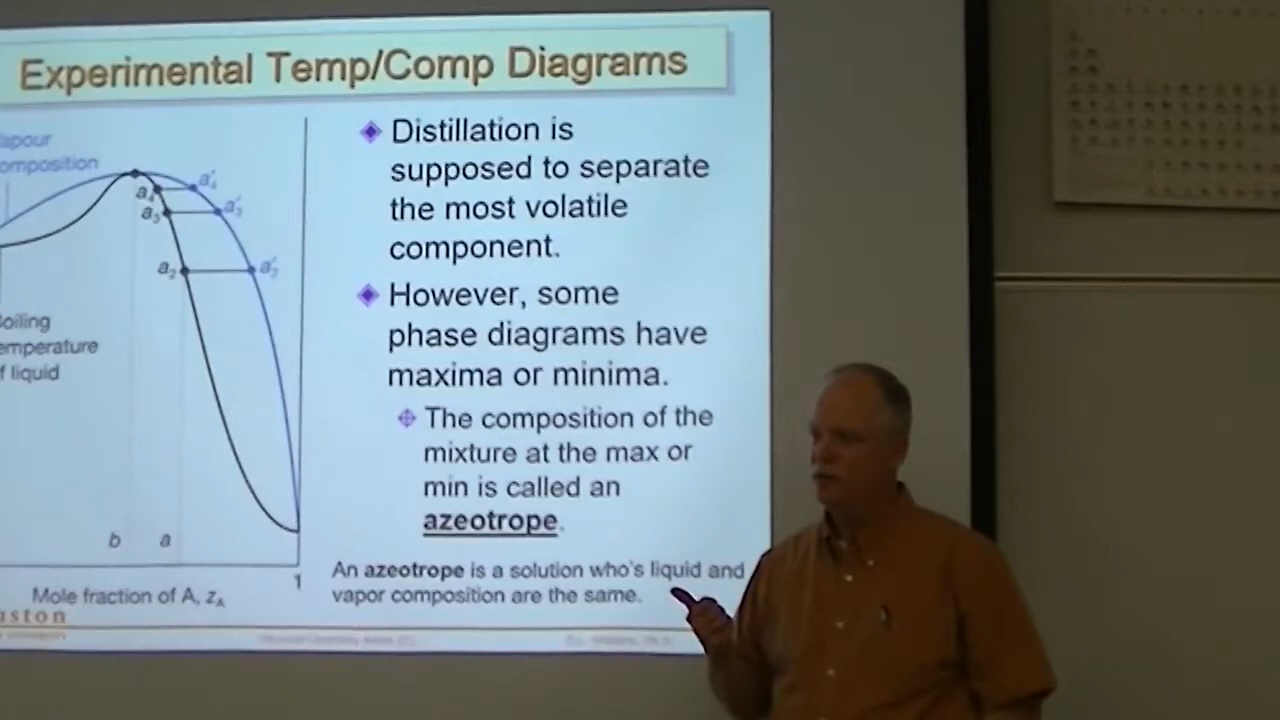 Experimental Temp/Comp Diagrams
apour
omposition
a₄
a₄′
a₃
a₃′
a₂
a₂′
oiling
emperature
f liquid
b
a
1
Mole fraction of A, zA
Distillation is
supposed to separate
the most volatile
component.
However, some
phase diagrams have
maxima or minima.
The composition of the
mixture at the max or
min is called an
azeotrope.
An azeotrope is a solution who's liquid and
vapor composition are the same.
uston